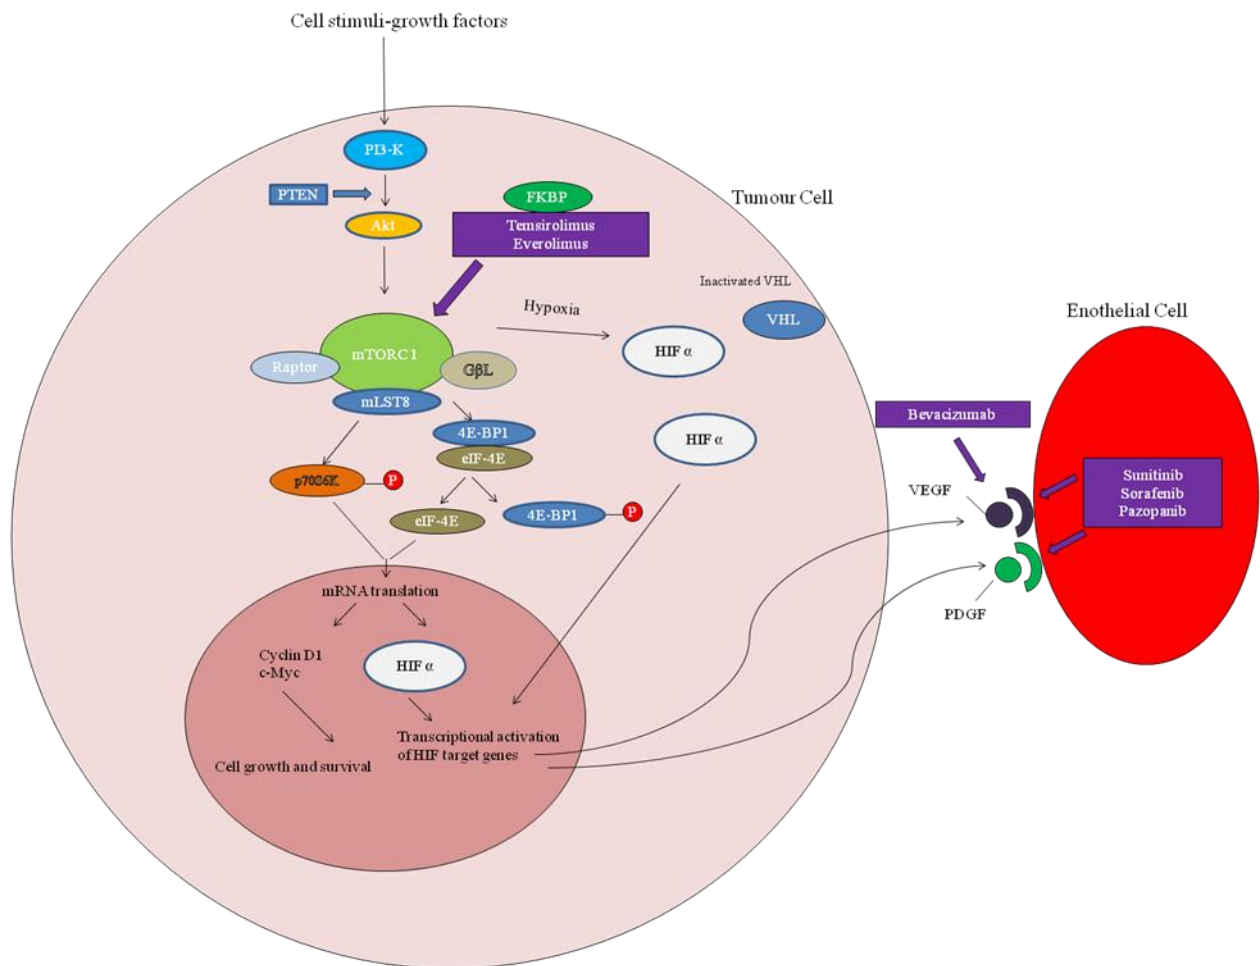 Cell stimuli-growth factors
PI3-K
PTEN
Akt
FKBP
Temsirolimus
Everolimus
Tumour Cell
Inactivated VHL
VHL
Hypoxia
HIF α
mTORC1
Raptor
GβL
mLST8
4E-BP1
eIF-4E
HIF α
p70S6K
P
eIF-4E
4E-BP1
P
mRNA translation
Cyclin D1
c-Myc
HIF α
Transcriptional activation
of HIF target genes
Cell growth and survival
Enothelial Cell
Bevacizumab
VEGF
Sunitinib
Sorafenib
Pazopanib
PDGF